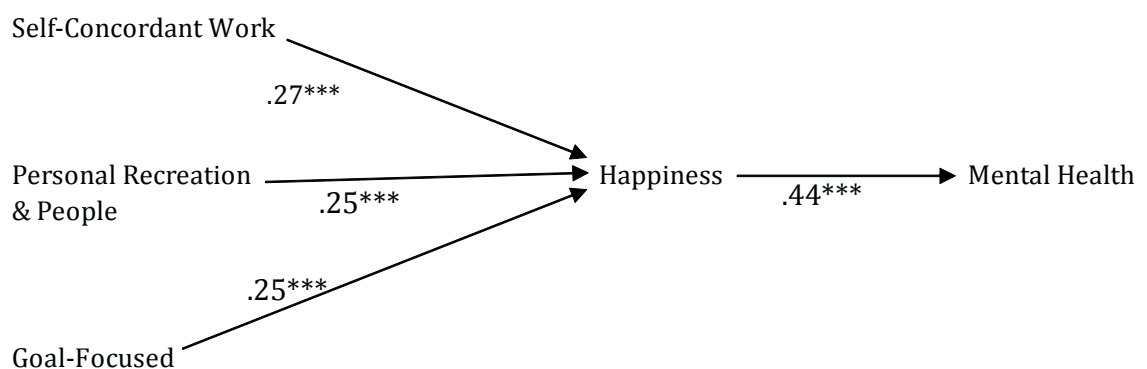 Self-Concordant Work
.27***
Personal Recreation
& People
.25***
Happiness
.44***
Mental Health
.25***
Goal-Focused